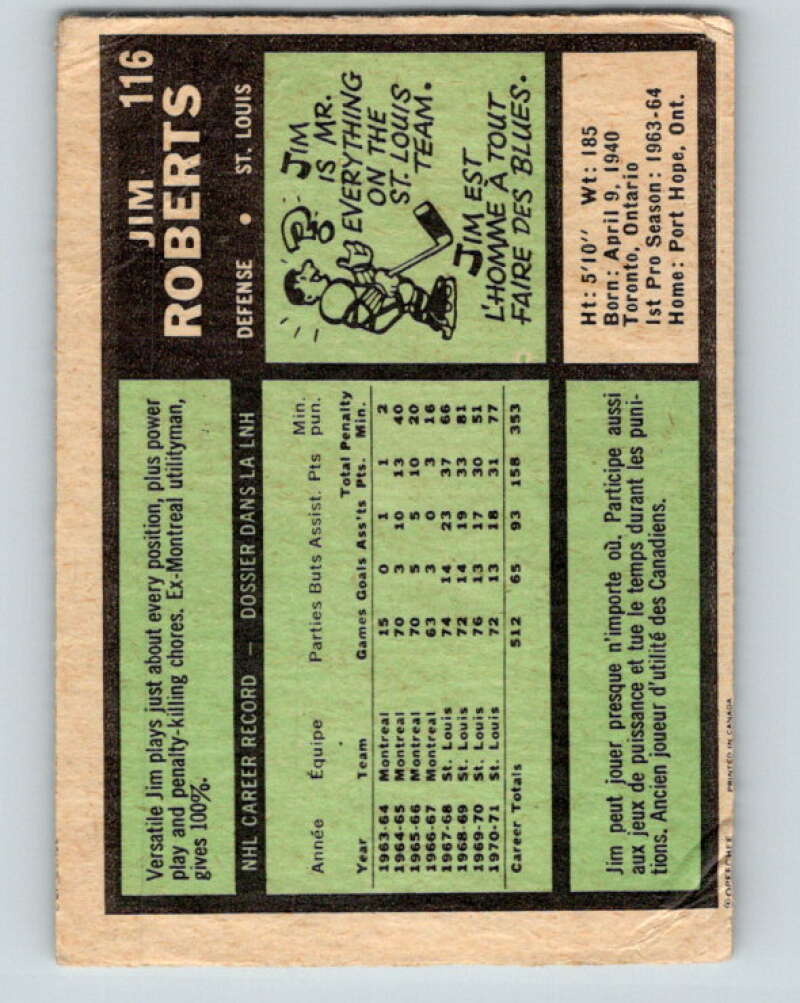 JIM 116
ROBERTS
DEFENSE • ST. LOUIS
Versatile Jim plays just about every position, plus power
play and penalty-killing chores. Ex-Montreal utilityman,
gives 100%.
JIM
IS MR.
EVERYTHING
ON THE
ST. LOUIS
TEAM.
JIM EST
L'HOMME À TOUT
FAIRE DES BLUES.
NHL CAREER RECORD — DOSSIER DANS LA LNH
Année Équipe Parties Buts Assist. Pts Min. pun.
Year Team Games Goals Ass'ts Total Pts. Penalty Min.
1963-64 Montreal 15 0 1 1 2
1964-65 Montreal 70 3 10 13 40
1965-66 Montreal 70 5 5 10 20
1966-67 Montreal 63 3 0 3 16
1967-68 St. Louis 74 14 23 37 66
1968-69 St. Louis 72 14 19 33 81
1969-70 St. Louis 76 13 17 30 51
1970-71 St. Louis 72 13 18 31 77
Career Totals 512 65 93 158 353
Ht: 5'10" Wt: 185
Born: April 9, 1940
Toronto, Ontario
1st Pro Season: 1963-64
Home: Port Hope, Ont.
Jim peut jouer presque n'importe où. Participe aussi
aux jeux de puissance et tue le temps durant les puni-
tions. Ancien joueur d'utilité des Canadiens.
PRINTED IN CANADA